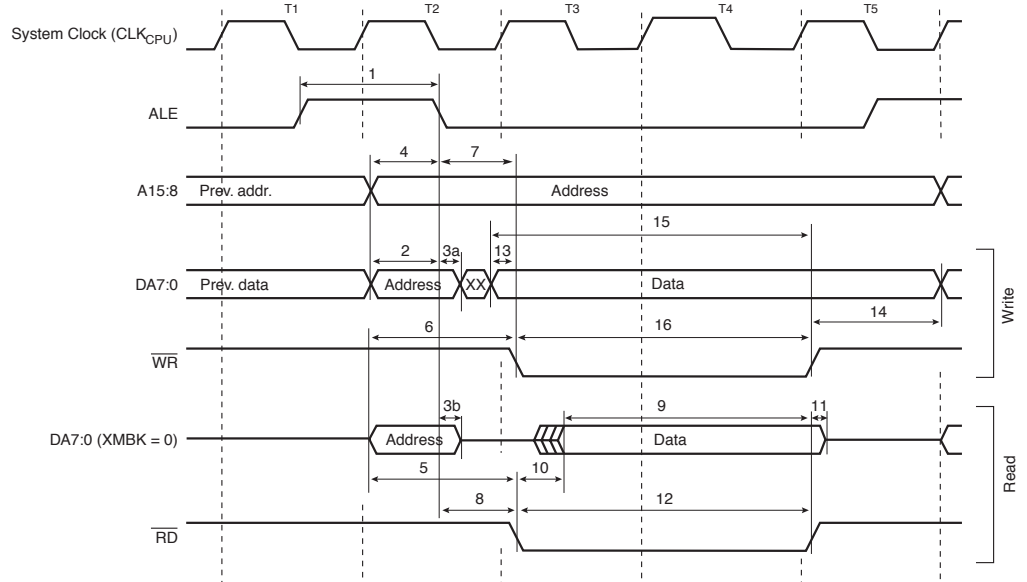 T1 T2 T3 T4 T5
System Clock (CLKCPU)
1
ALE
4 7
A15:8 Prev. addr. Address
15
2 3a 13
DA7:0 Prev. data Address XX Data
14
6 16
WR
Write
3b 9 11
DA7:0 (XMBK = 0) Address Data
5 10
8 12
RD
Read